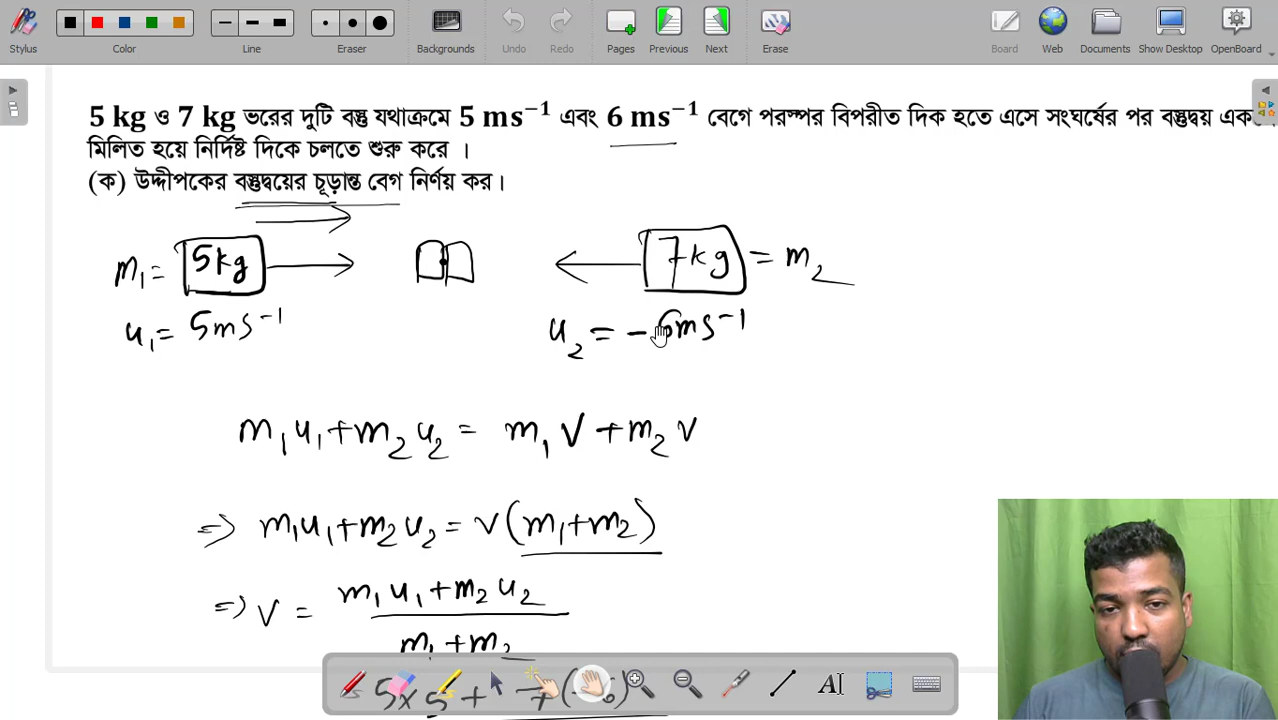 Stylus Color Line Eraser Backgrounds Undo Redo Pages Previous Next Erase Board Web Documents Show Desktop OpenBoard
5 kg ও 7 kg ভরের দুটি বস্তু যথাক্রমে 5 ms⁻¹ এবং 6 ms⁻¹ বেগে পরস্পর বিপরীত দিক হতে এসে সংঘর্ষের পর বস্তুদ্বয়
মিলিত হয়ে নির্দিষ্ট দিকে চলতে শুরু করে ।
(ক) উদ্দীপকের বস্তুদ্বয়ের চূড়ান্ত বেগ নির্ণয় কর।
m₁ = 5kg 7kg = m₂
u₁ = 5ms⁻¹ u₂ = -6ms⁻¹
m₁u₁+m₂u₂ = m₁v+m₂v
=> m₁u₁+m₂u₂ = v(m₁+m₂)
=> v = m₁u₁+m₂u₂
m₁+m₂
5×5+
AI